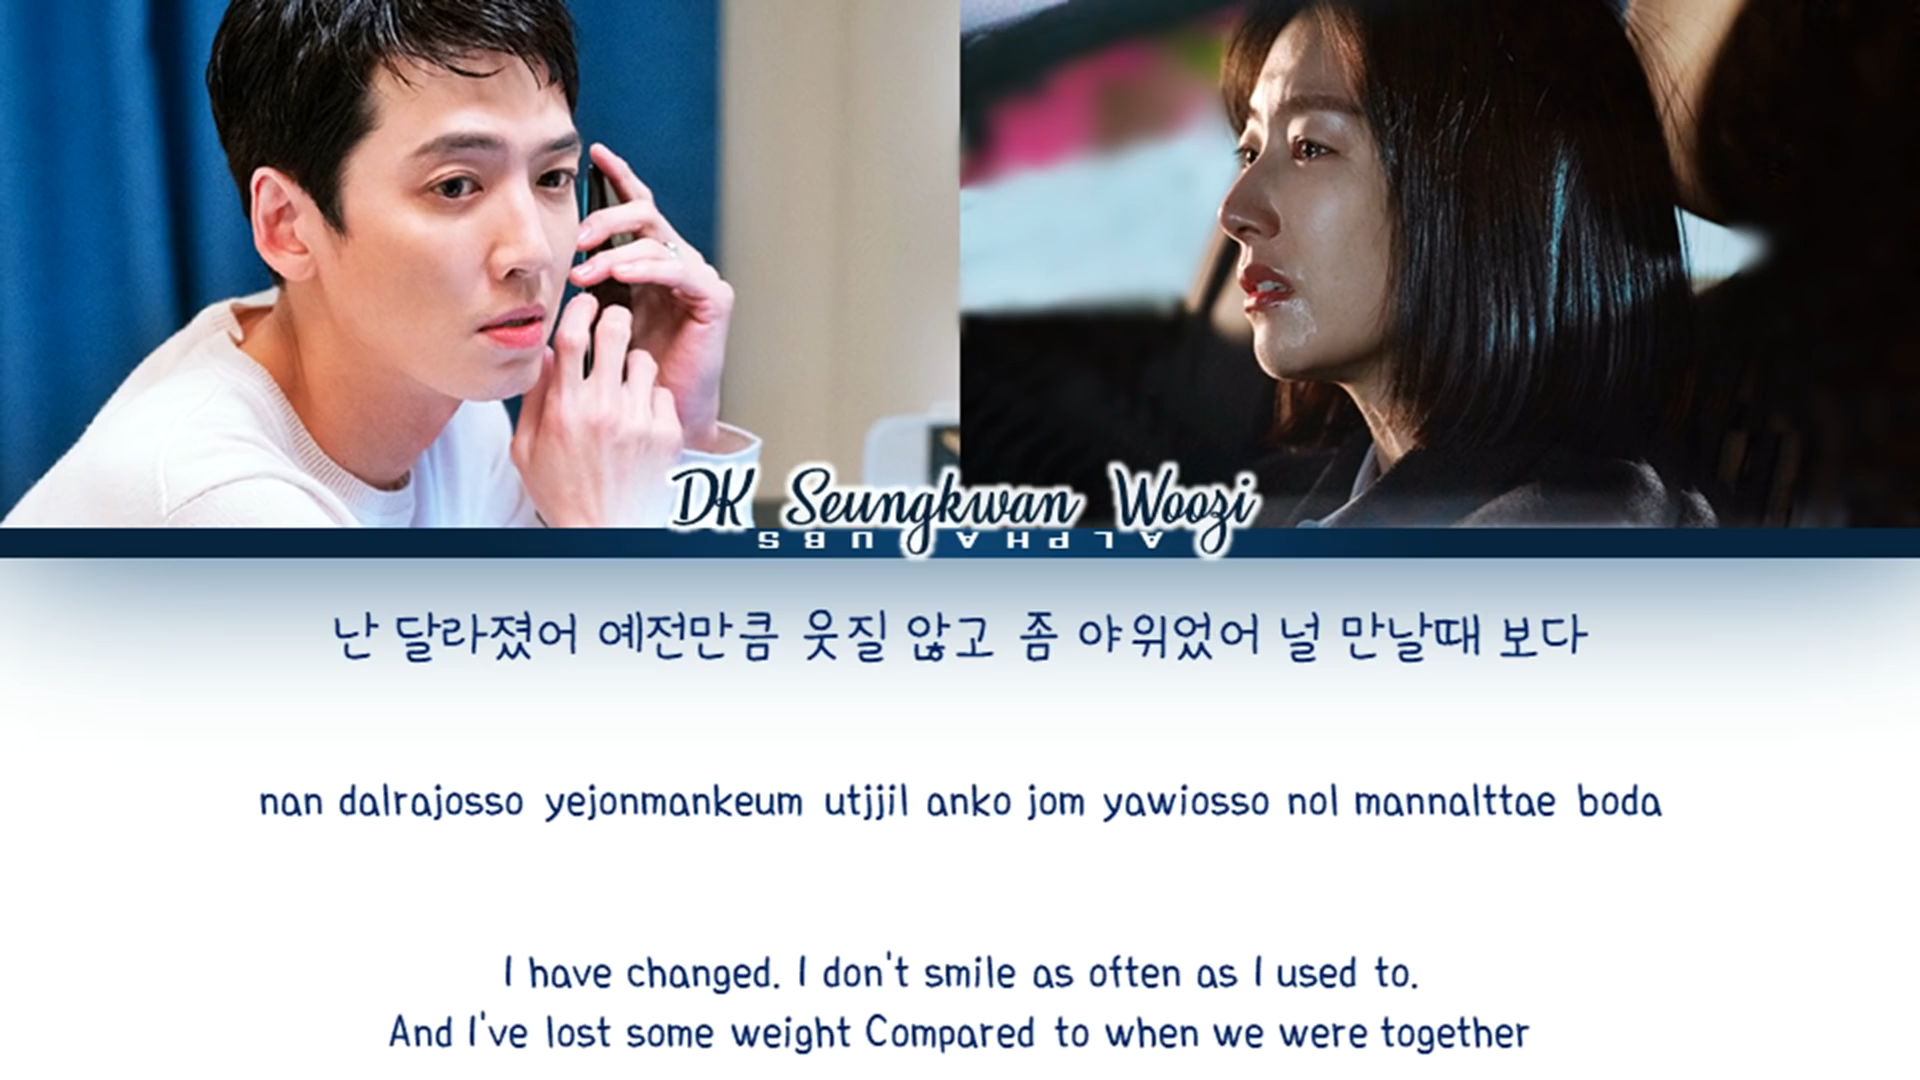 DK Seungkwan Woozi
ALPHA UBS
난 달라졌어 예전만큼 웃질 않고 좀 야위었어 널 만날때 보다
nan dalrajosso yejonmankeum utjjil anko jom yawiosso nol mannalttae boda
I have changed. I don't smile as often as I used to.
And I've lost some weight Compared to when we were together